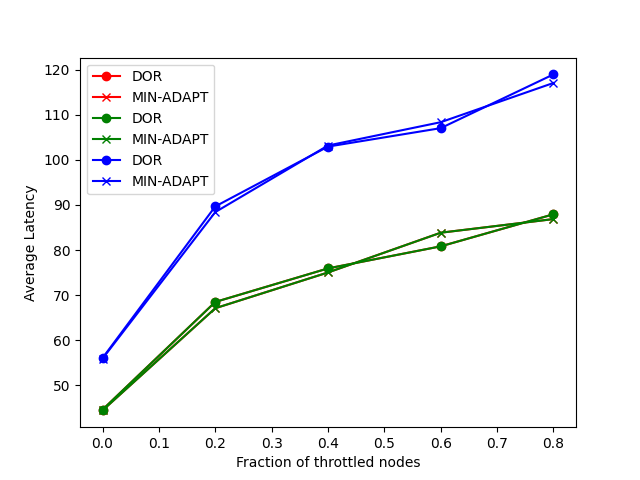 DOR
MIN-ADAPT
DOR
MIN-ADAPT
DOR
MIN-ADAPT
120
110
100
90
80
70
60
50
Average Latency
0.0 0.1 0.2 0.3 0.4 0.5 0.6 0.7 0.8
Fraction of throttled nodes